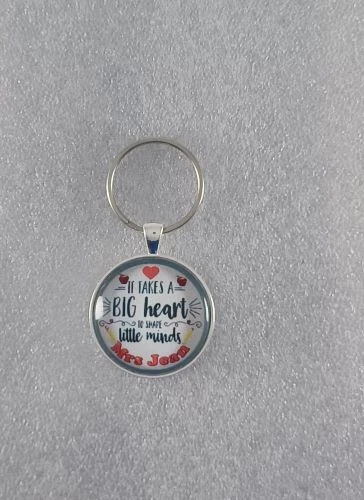 IT TAKES A
BIG heart
TO SHAPE
little minds
Mrs Jean